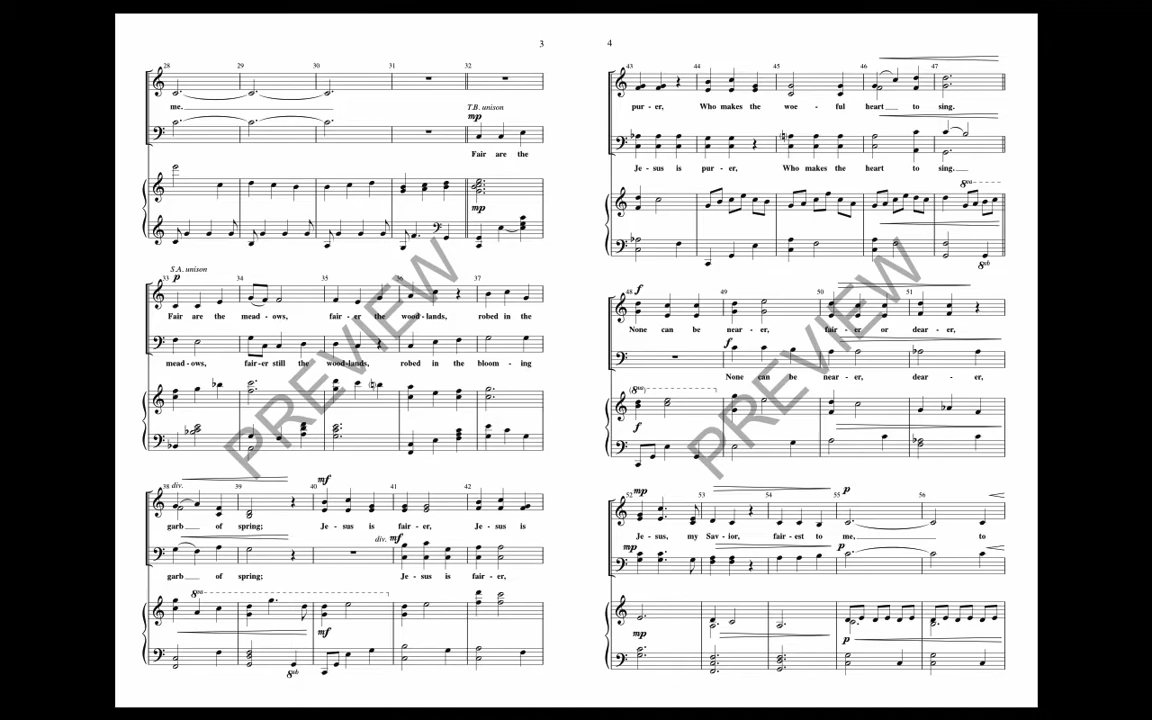 3
28 29 30 31 32
me.
T.B. unison
mp
Fair are the
mp
S.A. unison
p
33 34 35 36 37
Fair are the mead - ows, fair - er the wood - lands, robed in the
mead - ows, fair - er still the wood - lands, robed in the bloom - ing
div.
mf
38 39 40 41 42
garb of spring; Je - sus is fair - er, Je - sus is
div. mf
garb of spring; Je - sus is fair - er,
8va
mf
8vb
PREVIEW
4
43 44 45 46 47
pur - er, Who makes the woe - ful heart to sing.
Je - sus is pur - er, Who makes the heart to sing.
8va
8vb
f
48 49 50 51
None can be near - er, fair - er or dear - er,
f
None can be near - er, dear - er,
8va
f
mp p
52 53 54 55 56
Je - sus, my Sav - ior, fair - est to me, to
mp p
mp p
PREVIEW